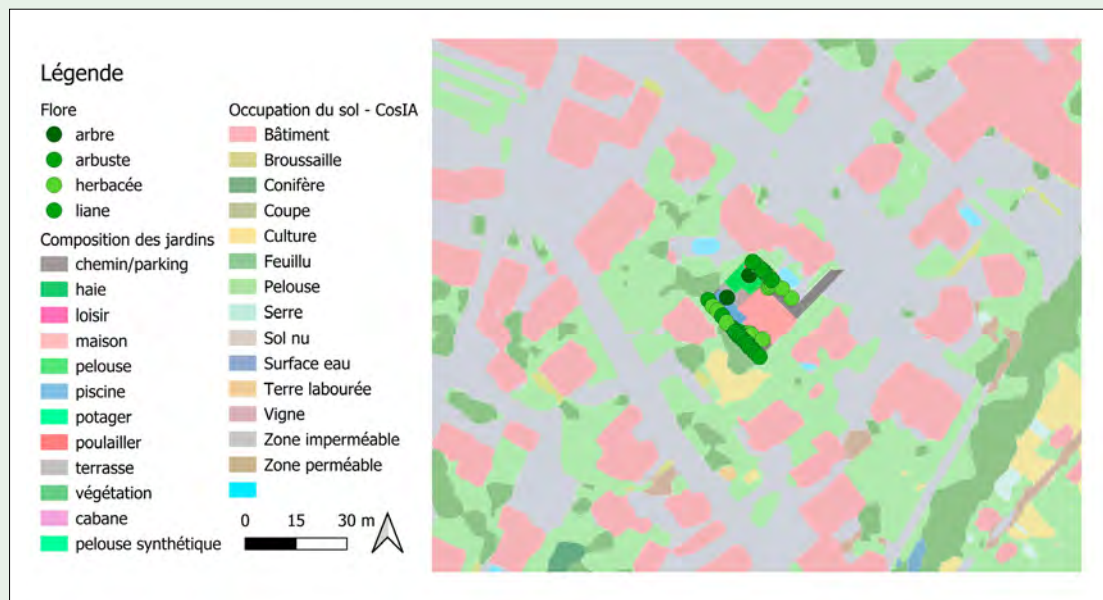 Légende
Flore
arbre
arbuste
herbacée
liane
Composition des jardins
chemin/parking
haie
loisir
maison
pelouse
piscine
potager
poulailler
terrasse
végétation
cabane
pelouse synthétique
Occupation du sol - CosIA
Bâtiment
Broussaille
Conifère
Coupe
Culture
Feuillu
Pelouse
Serre
Sol nu
Surface eau
Terre labourée
Vigne
Zone imperméable
Zone perméable
0 15 30 m